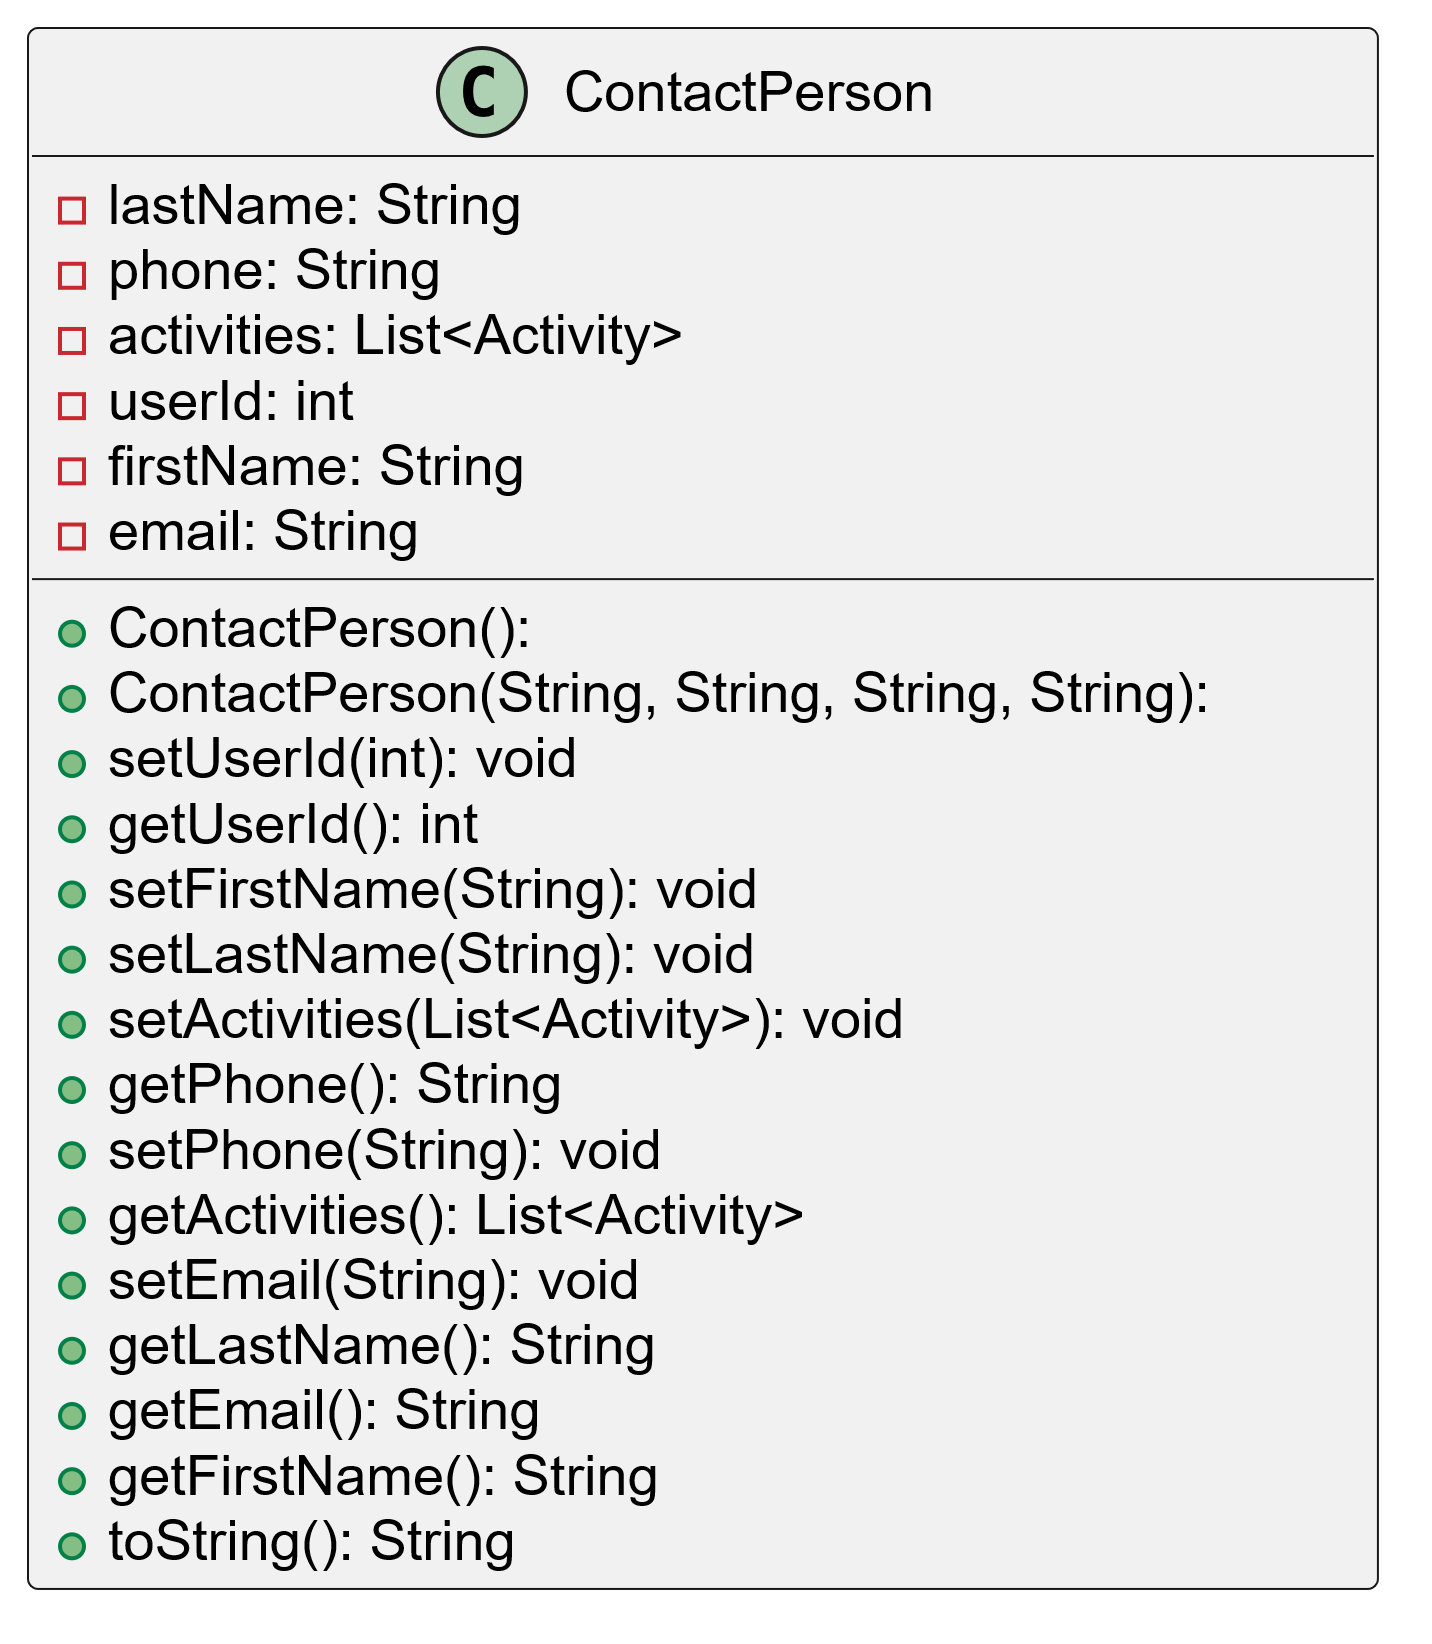 C ContactPerson
lastName: String
phone: String
activities: List<Activity>
userId: int
firstName: String
email: String
ContactPerson():
ContactPerson(String, String, String, String):
setUserId(int): void
getUserId(): int
setFirstName(String): void
setLastName(String): void
setActivities(List<Activity>): void
getPhone(): String
setPhone(String): void
getActivities(): List<Activity>
setEmail(String): void
getLastName(): String
getEmail(): String
getFirstName(): String
toString(): String